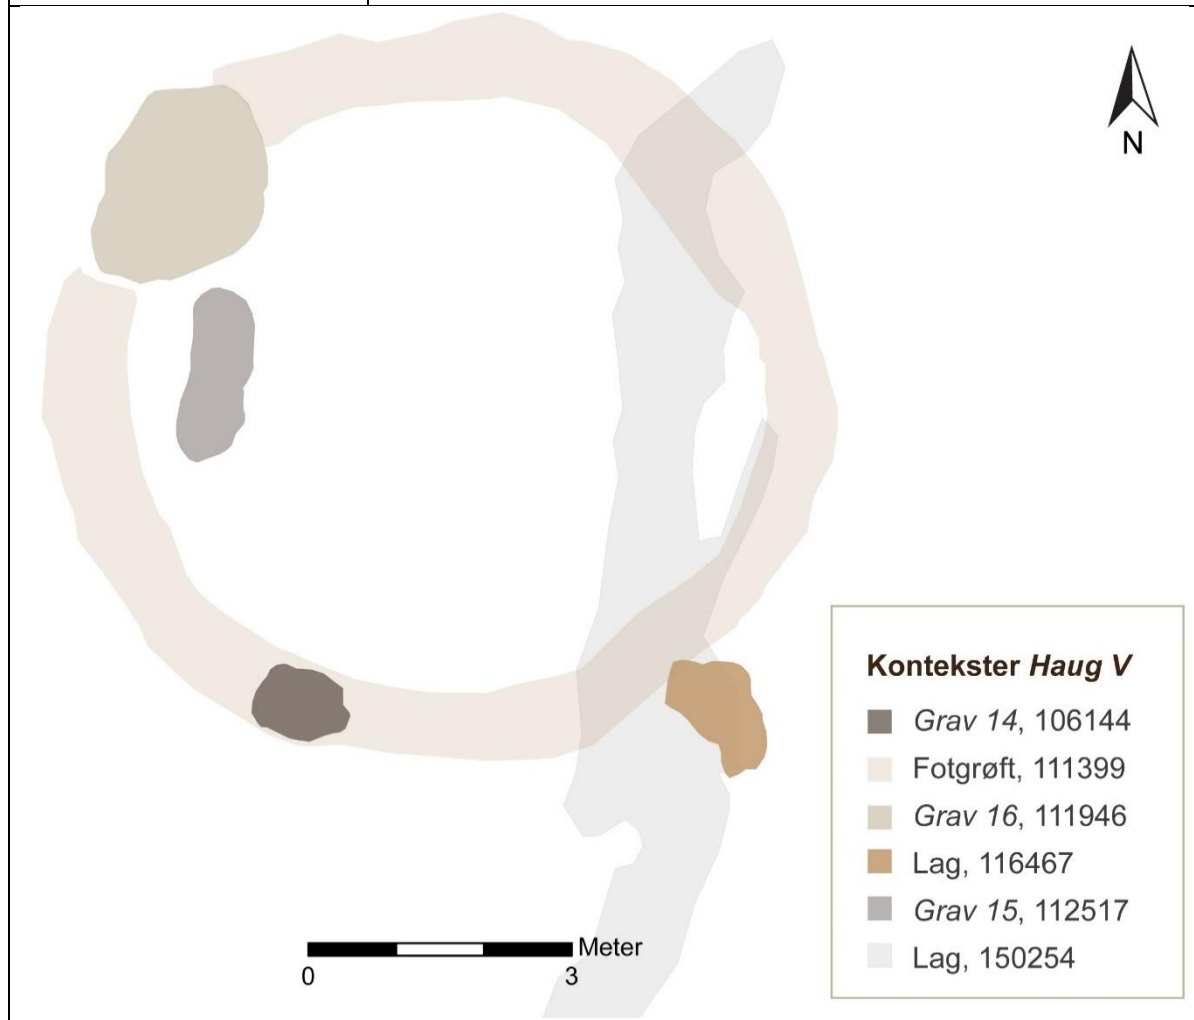 N
Kontekster Haug V
Grav 14, 106144
Fotgrøft, 111399
Grav 16, 111946
Lag, 116467
Grav 15, 112517
Lag, 150254
Meter
0 3